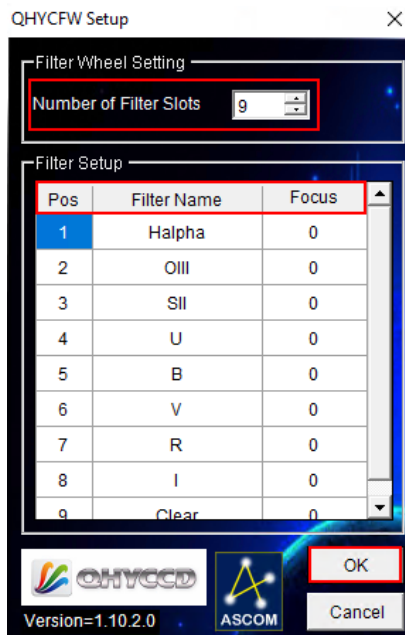 QHYCFW Setup
Filter Wheel Setting
Number of Filter Slots 9
Filter Setup
Pos Filter Name Focus
1 Halpha 0
2 OIII 0
3 SII 0
4 U 0
5 B 0
6 V 0
7 R 0
8 I 0
9 Clear 0
QHYCCD
ASCOM
OK
Version=1.10.2.0
Cancel